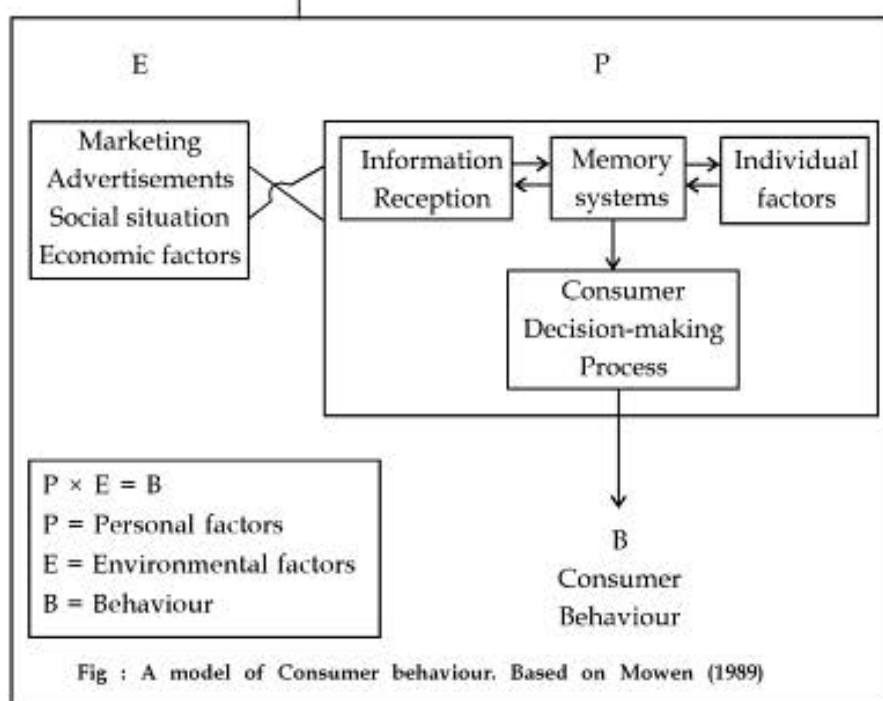 E
P
Marketing
Advertisements
Social situation
Economic factors
Information
Reception
Memory
systems
Individual
factors
Consumer
Decision-making
Process
P × E = B
P = Personal factors
E = Environmental factors
B = Behaviour
B
Consumer
Behaviour
Fig : A model of Consumer behaviour. Based on Mowen (1989)